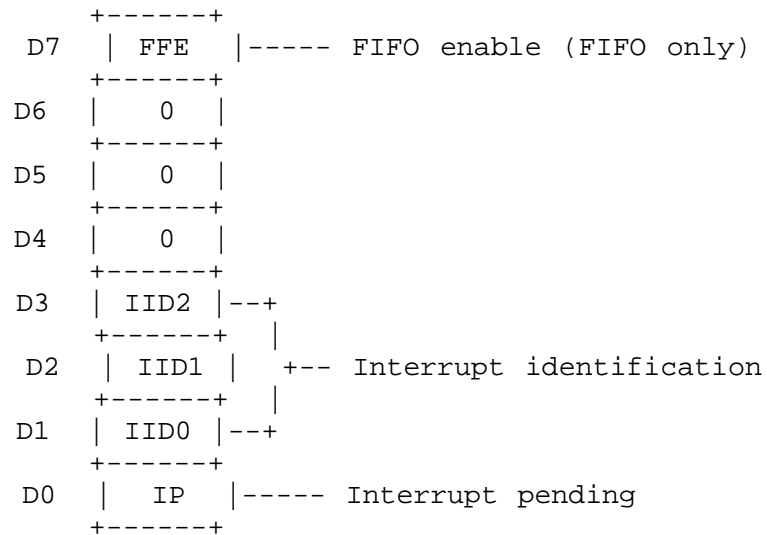 +------+
D7 | FFE |----- FIFO enable (FIFO only)
+------+
D6 | 0 |
+------+
D5 | 0 |
+------+
D4 | 0 |
+------+
D3 | IID2 |--+
+------+ |
D2 | IID1 | +-- Interrupt identification
+------+ |
D1 | IID0 |--+
+------+
D0 | IP |----- Interrupt pending
+------+